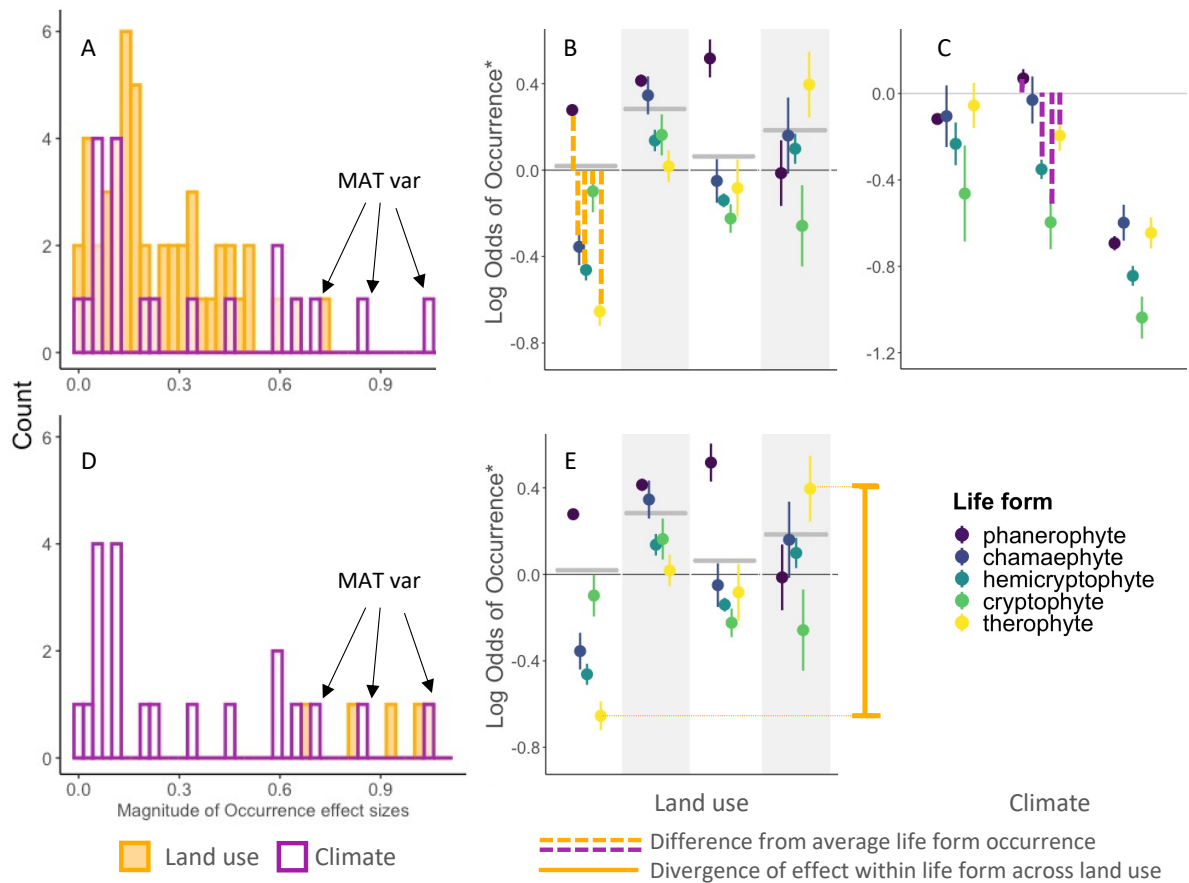 A
6
4
2
0
Count
MAT var
0.0
0.3
0.6
0.9
B
Log Odds of Occurrence*
0.4
0.0
-0.4
-0.8
C
0.0
-0.4
-0.8
-1.2
D
6
4
2
0
MAT var
0.0
0.3
0.6
0.9
Magnitude of Occurrence effect sizes
Land use
Climate
E
Log Odds of Occurrence*
0.4
0.0
-0.4
-0.8
Life form
phanerophyte
chamaephyte
hemicryptophyte
cryptophyte
therophyte
Land use
Climate
Difference from average life form occurrence
Divergence of effect within life form across land use